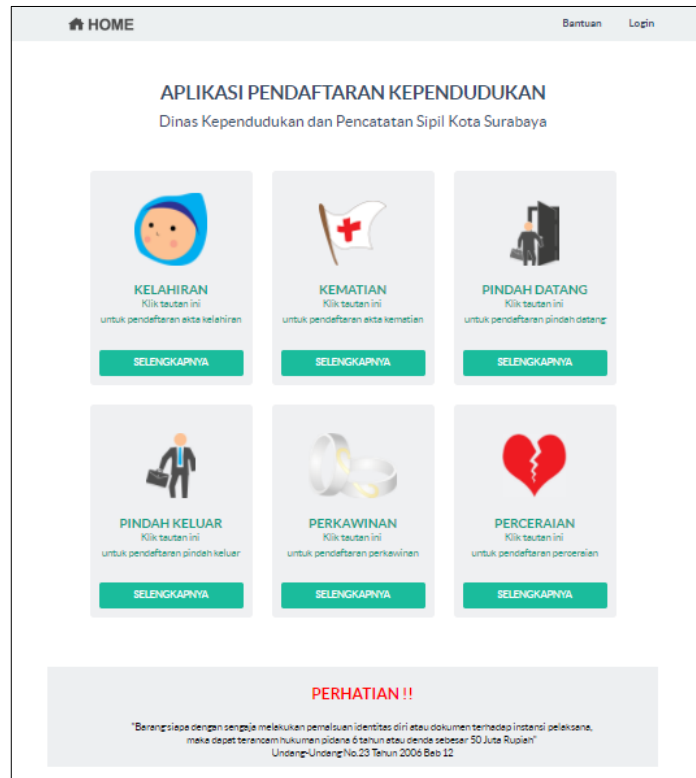 HOME
Bantuan
Login
APLIKASI PENDAFTARAN KEPENDUDUKAN
Dinas Kependudukan dan Pencatatan Sipil Kota Surabaya
KELAHIRAN
Klik tautan ini
untuk pendaftaran akta kelahiran
SELENGKAPNYA
KEMATIAN
Klik tautan ini
untuk pendaftaran akta kematian
SELENGKAPNYA
PINDAH DATANG
Klik tautan ini
untuk pendaftaran pindah datang
SELENGKAPNYA
PINDAH KELUAR
Klik tautan ini
untuk pendaftaran pindah keluar
SELENGKAPNYA
PERKAWINAN
Klik tautan ini
untuk pendaftaran perkawinan
SELENGKAPNYA
PERCERAIAN
Klik tautan ini
untuk pendaftaran perceraian
SELENGKAPNYA
PERHATIAN !!
"Barangsiapa dengan sengaja melakukan pemalsuan identitas diri atau dokumen terhadap instansi pelaksana,
maka dapat terancam hukuman pidana 6 tahun atau denda sebesar 50 Juta Rupiah"
Undang-Undang No.23 Tahun 2006 Bab 12